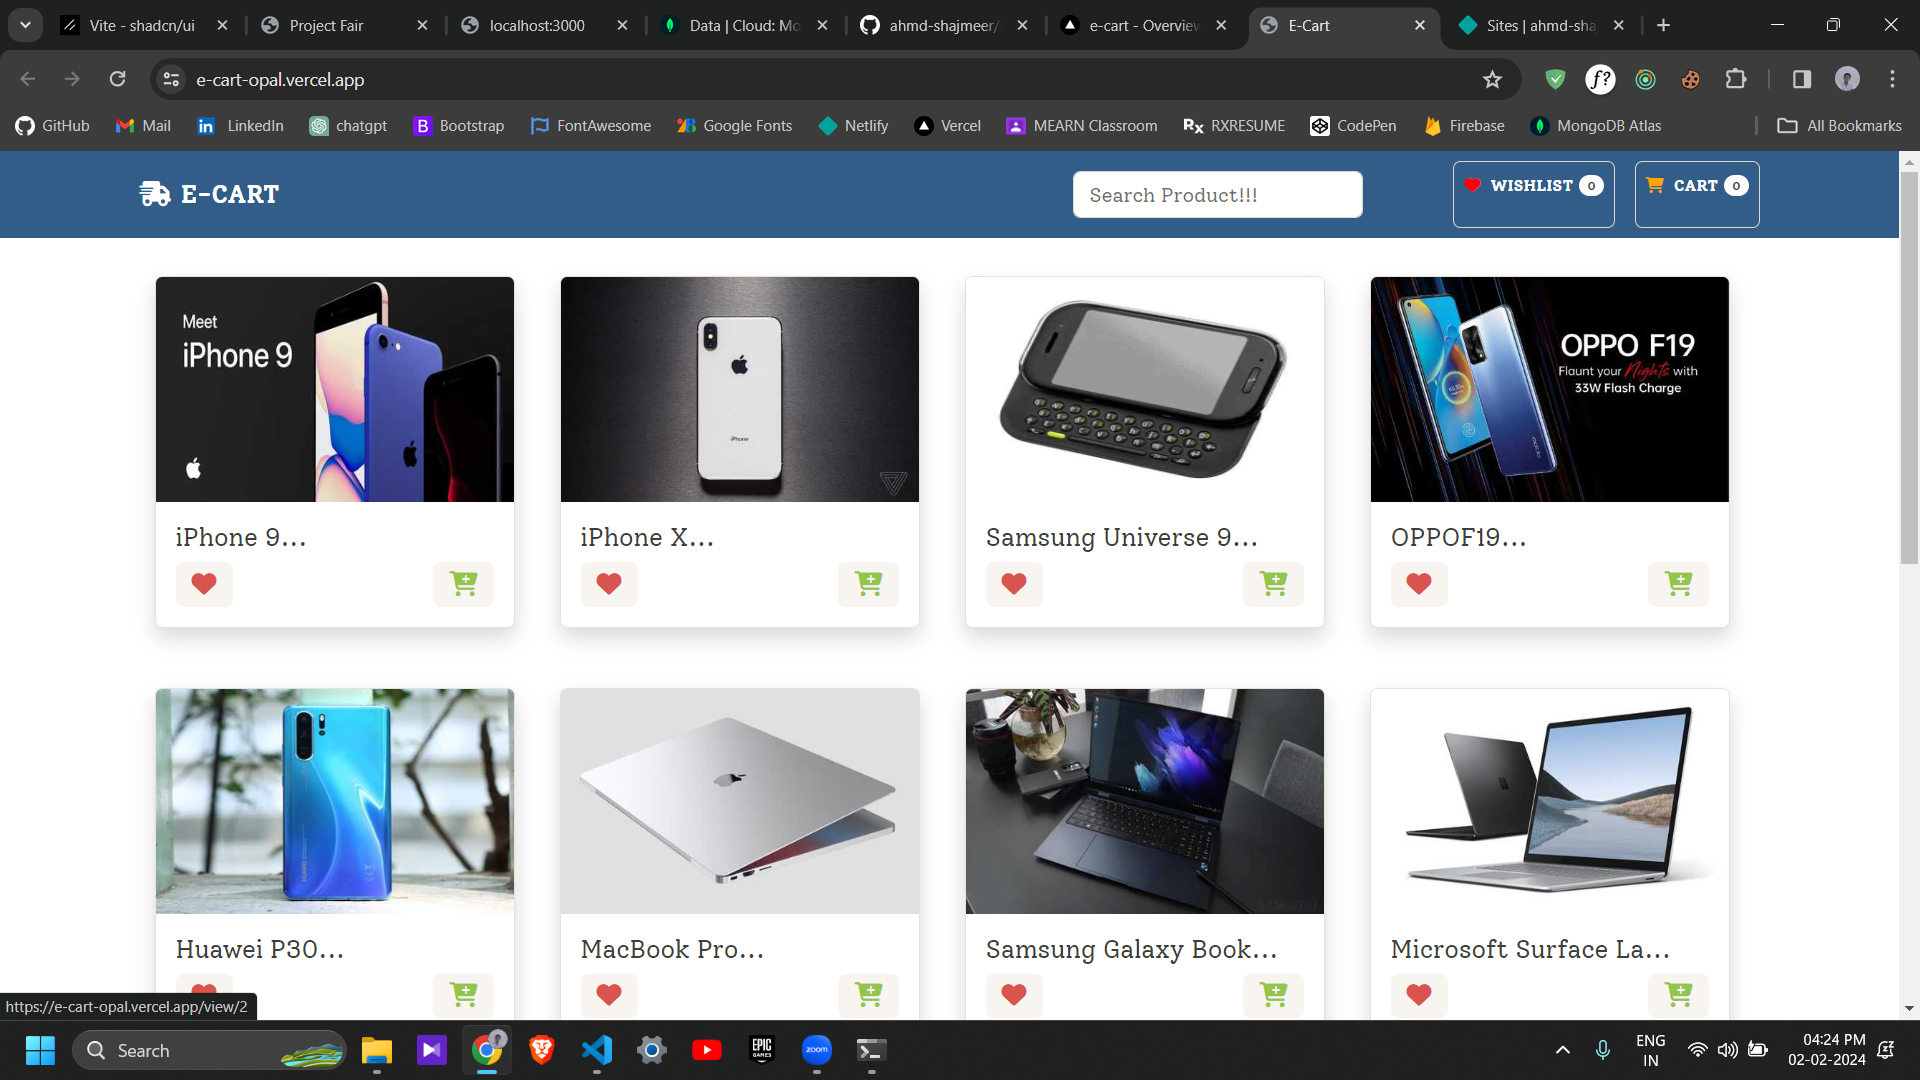 Vite - shadcn/ui
Project Fair
localhost:3000
Data | Cloud: Mo
ahmd-shajmeer/
e-cart - Overview
E-Cart
Sites | ahmd-sha
e-cart-opal.vercel.app
f?
GitHub
Mail
LinkedIn
chatgpt
Bootstrap
FontAwesome
Google Fonts
Netlify
Vercel
MEARN Classroom
RXRESUME
CodePen
Firebase
MongoDB Atlas
All Bookmarks
E-CART
Search Product!!!
WISHLIST 0
CART 0
Meet
iPhone 9
iPhone
OPPO F19
Flaunt your Nights with
33W Flash Charge
iPhone 9...
iPhone X...
Samsung Universe 9...
OPPOF19...
Huawei P30...
MacBook Pro...
Samsung Galaxy Book...
Microsoft Surface La...
https://e-cart-opal.vercel.app/view/2
Search
EPIC
GAMES
zoom
ENG
IN
04:24 PM
02-02-2024